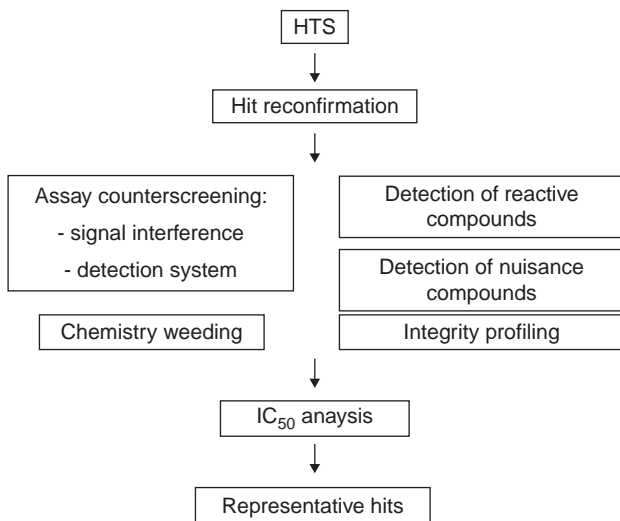 HTS
Hit reconfirmation
Assay counterscreening:
- signal interference
- detection system
Detection of reactive
compounds
Detection of nuisance
compounds
Chemistry weeding
Integrity profiling
IC50 anaysis
Representative hits